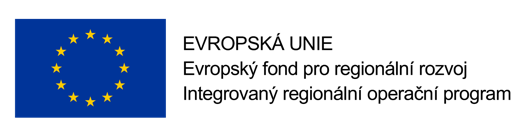 EVROPSKÁ UNIE
Evropský fond pro regionální rozvoj
Integrovaný regionální operační program